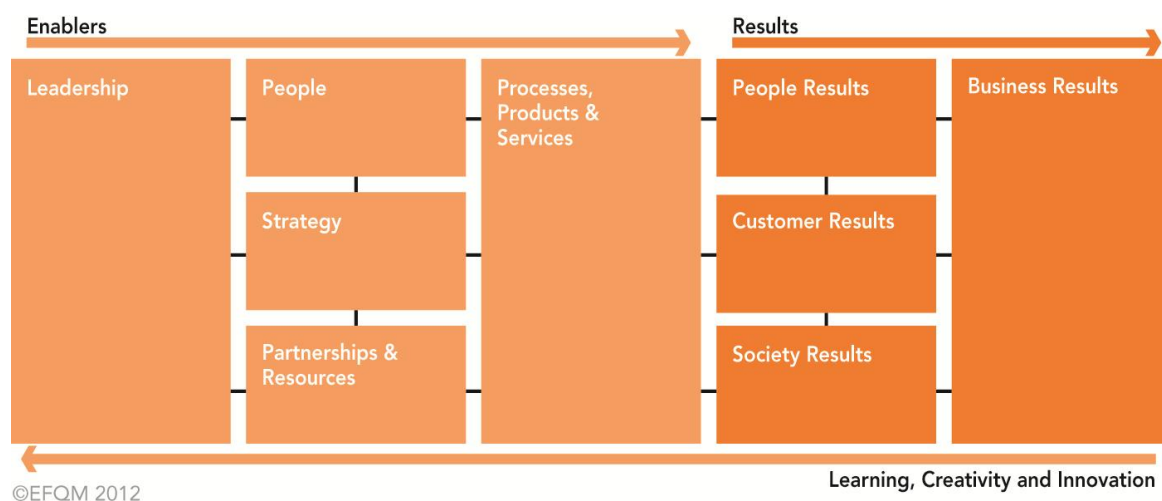 Enablers
Results
Leadership
People
Processes,
Products &
Services
People Results
Business Results
Strategy
Customer Results
Partnerships &
Resources
Society Results
Learning, Creativity and Innovation
©EFQM 2012